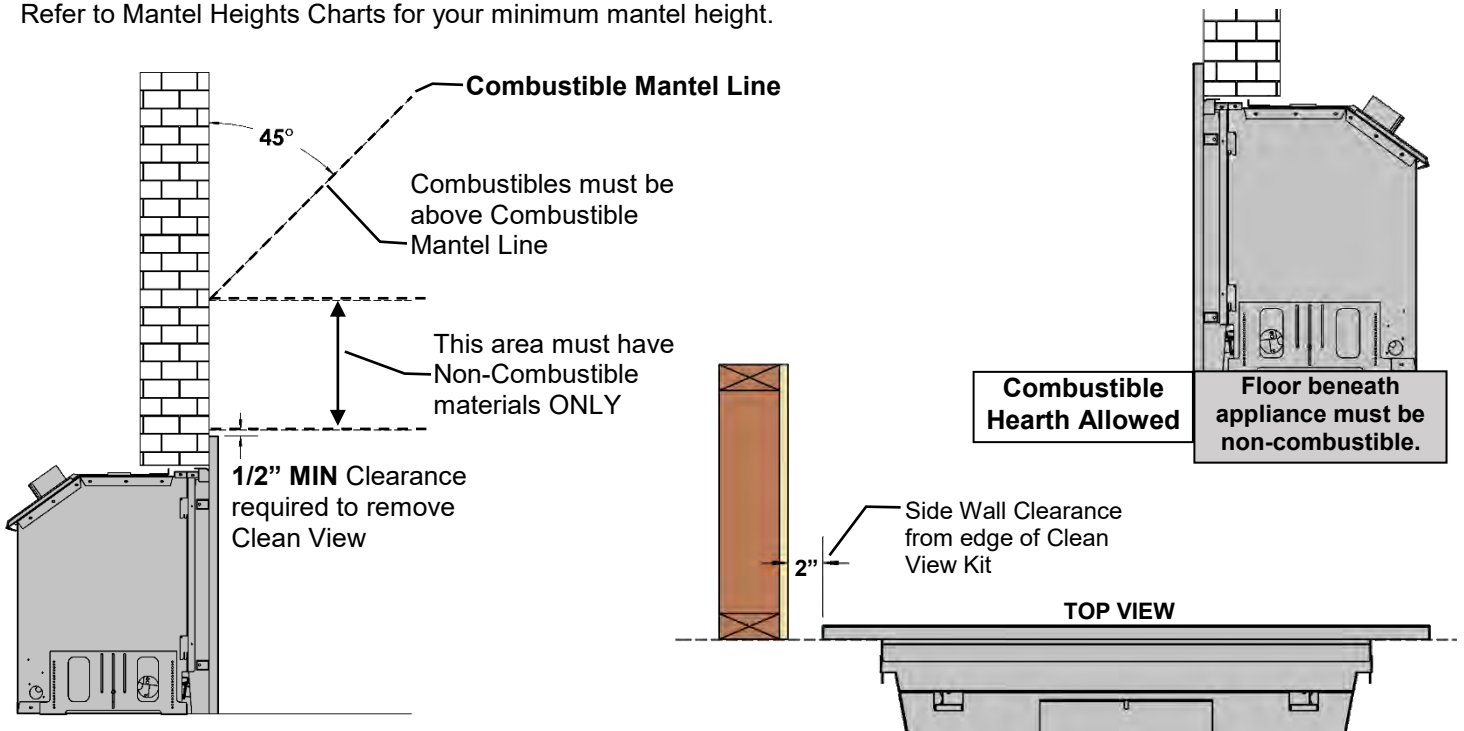 Refer to Mantel Heights Charts for your minimum mantel height.
Combustible Mantel Line
45°
Combustibles must be
above Combustible
Mantel Line
This area must have
Non-Combustible
materials ONLY
1/2” MIN Clearance
required to remove
Clean View
Combustible
Hearth Allowed
Floor beneath
appliance must be
non-combustible.
Side Wall Clearance
from edge of Clean
View Kit
2”
TOP VIEW